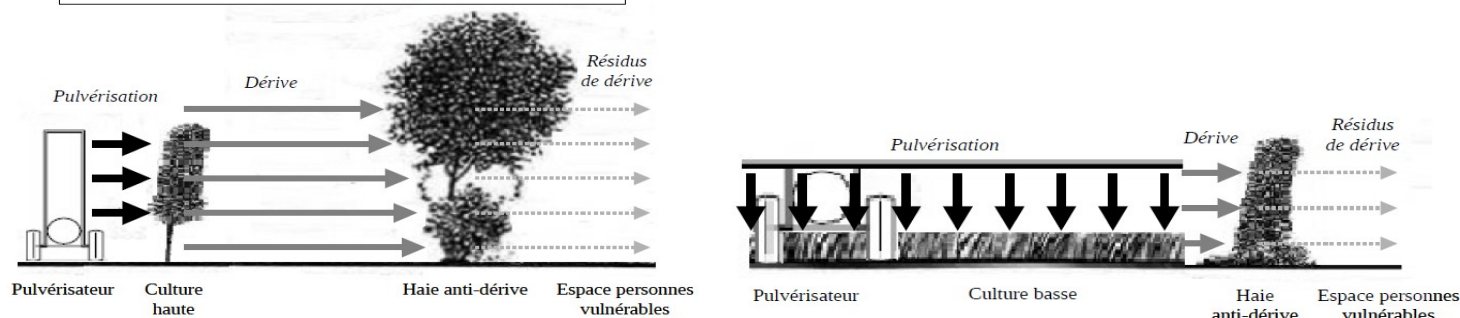 Pulvérisation
Dérive
Résidus
de dérive
Pulvérisateur
Culture
haute
Haie anti-dérive
Espace personnes
vulnérables
Pulvérisation
Dérive
Résidus
de dérive
Pulvérisateur
Culture basse
Haie
anti-dérive
Espace personnes
vulnérables